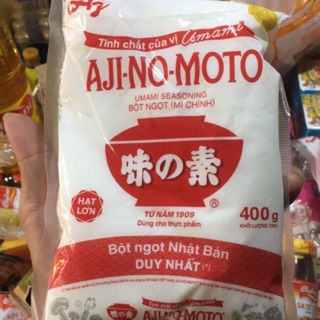 Tinh chất của vị Umami
AJI-NO-MOTO®
UMAMI SEASONING
BỘT NGỌT (MÌ CHÍNH)
味の素
®
HẠT
LỚN
TỪ NĂM 1909
Dùng cho thực phẩm
400g
KHỐI LƯỢNG TỊNH
Bột ngọt Nhật Bản
DUY NHẤT (*)
AJI-NO-MOTO